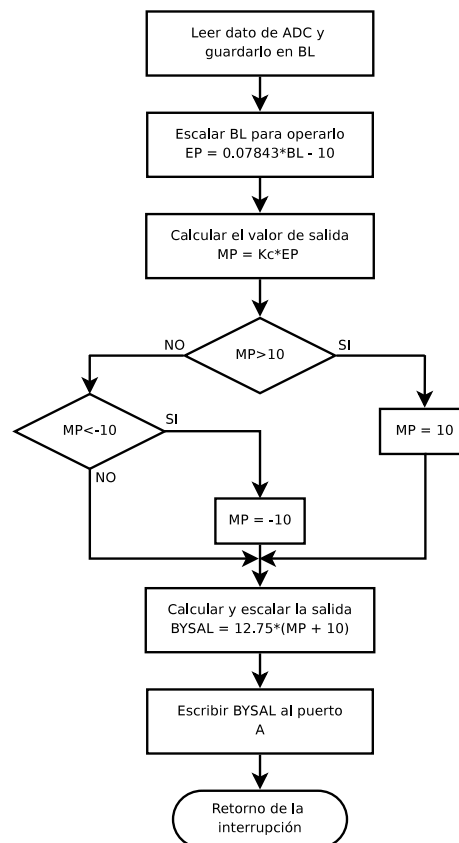 Leer dato de ADC y
guardarlo en BL
Escalar BL para operarlo
EP = 0.07843*BL - 10
Calcular el valor de salida
MP = Kc*EP
MP>10
NO
SI
MP<-10
SI
NO
MP = 10
MP = -10
Calcular y escalar la salida
BYSAL = 12.75*(MP + 10)
Escribir BYSAL al puerto
A
Retorno de la
interrupción